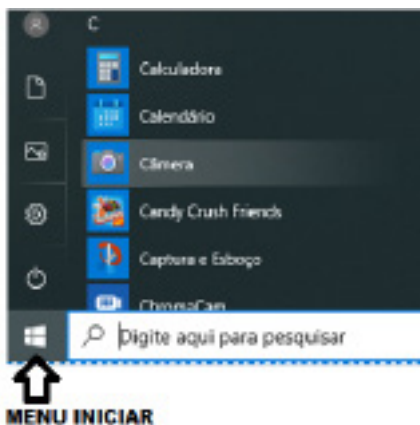 C
Calculadora
Calendário
Câmera
Candy Crush Friends
Captura e Esboço
ChromaCam
Digite aqui para pesquisar
MENU INICIAR